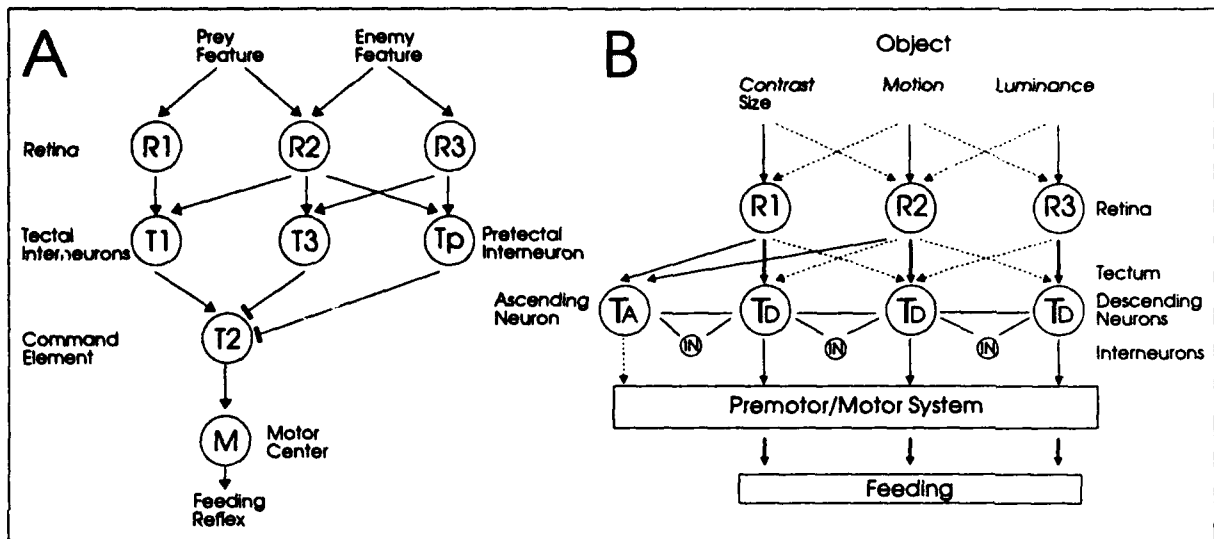 A
Prey
Feature
Enemy
Feature
Retina
R1
R2
R3
Tectal
Interneurons
T1
T3
Tp
Pretectal
Interneuron
Command
Element
T2
M
Motor
Center
Feeding
Reflex
B
Object
Contrast
Size
Motion
Luminance
R1
R2
R3
Retina
Tectum
Ascending
Neuron
TA
TD
TD
TD
Descending
Neurons
IN
IN
IN
Interneurons
Premotor/Motor System
Feeding